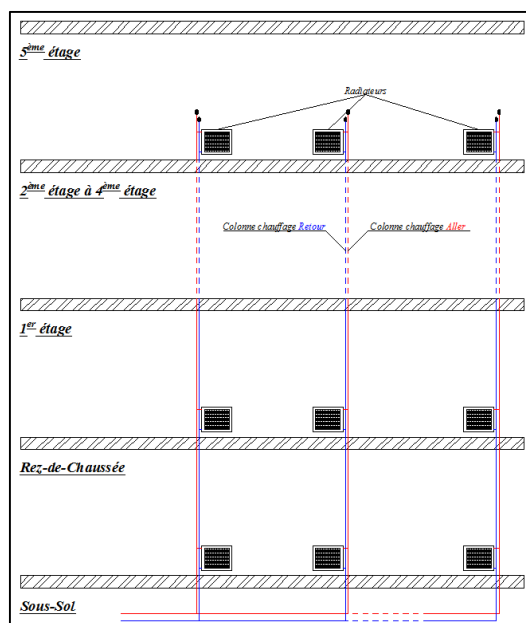 5ème étage
Radiateurs
2ème étage à 4ème étage
Colonne chauffage Retour
Colonne chauffage Aller
1er étage
Rez-de-Chaussée
Sous-Sol